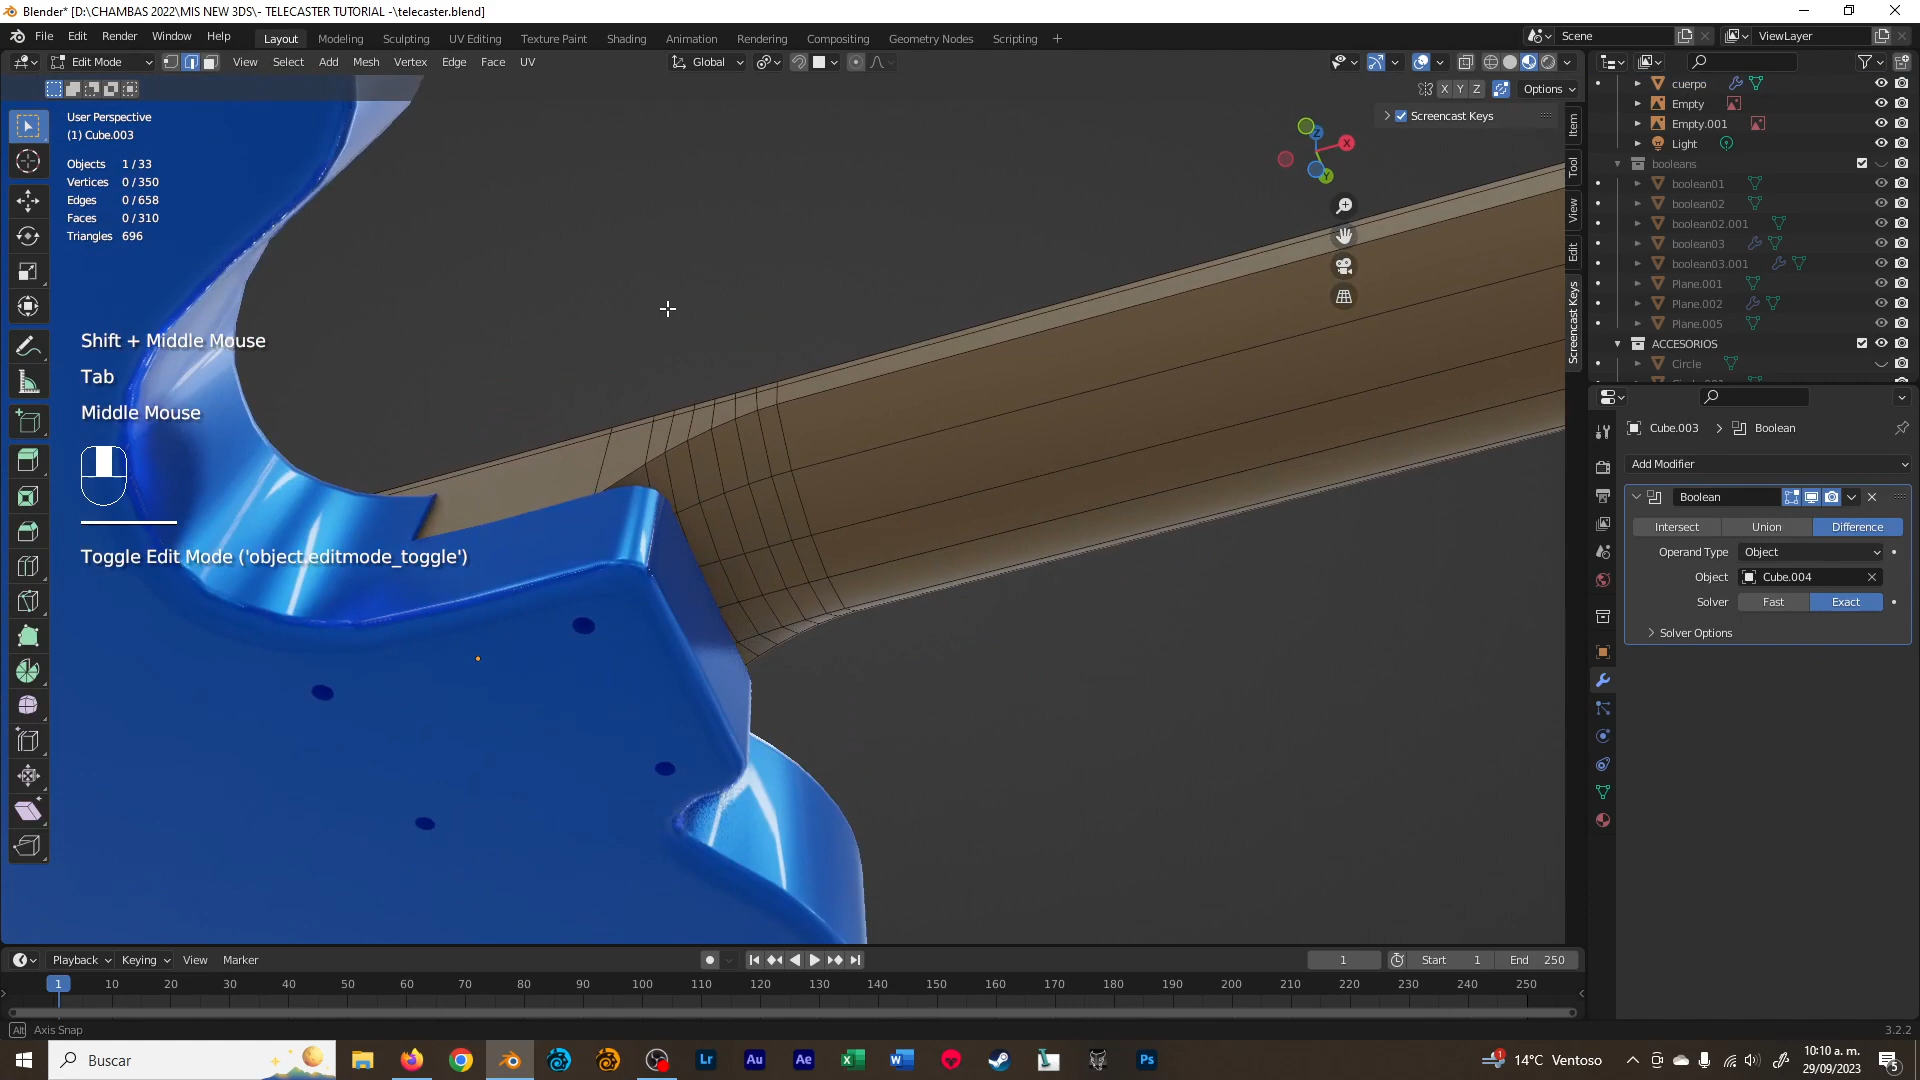 Blender* [D:\CHAMBAS 2022\MIS NEW 3DS\- TELECASTER TUTORIAL -\telecaster.blend]
File Edit Render Window Help Layout Modeling Sculpting UV Editing Texture Paint Shading Animation Rendering Compositing Geometry Nodes Scripting + Scene ViewLayer
Edit Mode View Select Add Mesh Vertex Edge Face UV Global
X Y Z Options
User Perspective
(1) Cube.003
Objects 1 / 33
Vertices 0 / 350
Edges 0 / 658
Faces 0 / 310
Triangles 696
Screencast Keys
Z
X
Y
Item
Tool
View
Edit
Screencast Keys
Shift + Middle Mouse
Tab
Middle Mouse
Toggle Edit Mode ('object.editmode_toggle')
cuerpo
Empty
Empty.001
Light
booleans
boolean01
boolean02
boolean02.001
boolean03
boolean03.001
Plane.001
Plane.002
Plane.005
ACCESORIOS
Circle
Cube.003 > Boolean
Add Modifier
Boolean
Intersect Union Difference
Operand Type Object
Object Cube.004
Solver Fast Exact
Solver Options
Playback Keying View Marker 1 Start 1 End 250
1 10 20 30 40 50 60 70 80 90 100 110 120 130 140 150 160 170 180 190 200 210 220 230 240 250
Alt Axis Snap 3.2.2
Buscar Lr Au Ae Ps 1 14°C Ventoso 10:10 a. m.
29/09/2023 5